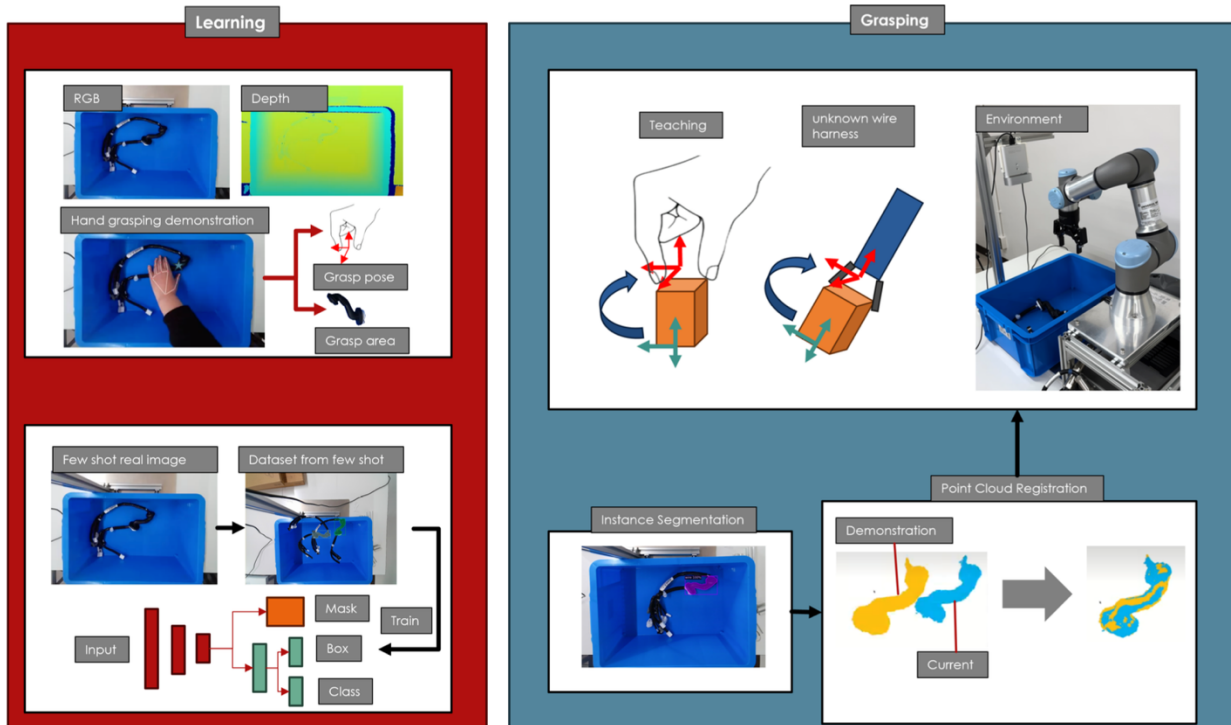 Learning
RGB
Depth
Hand grasping demonstration
Grasp pose
Grasp area
Few shot real image
Dataset from few shot
Mask
Train
Input
Box
Class
Grasping
Teaching
unknown wire
harness
Environment
Point Cloud Registration
Instance Segmentation
Demonstration
Current